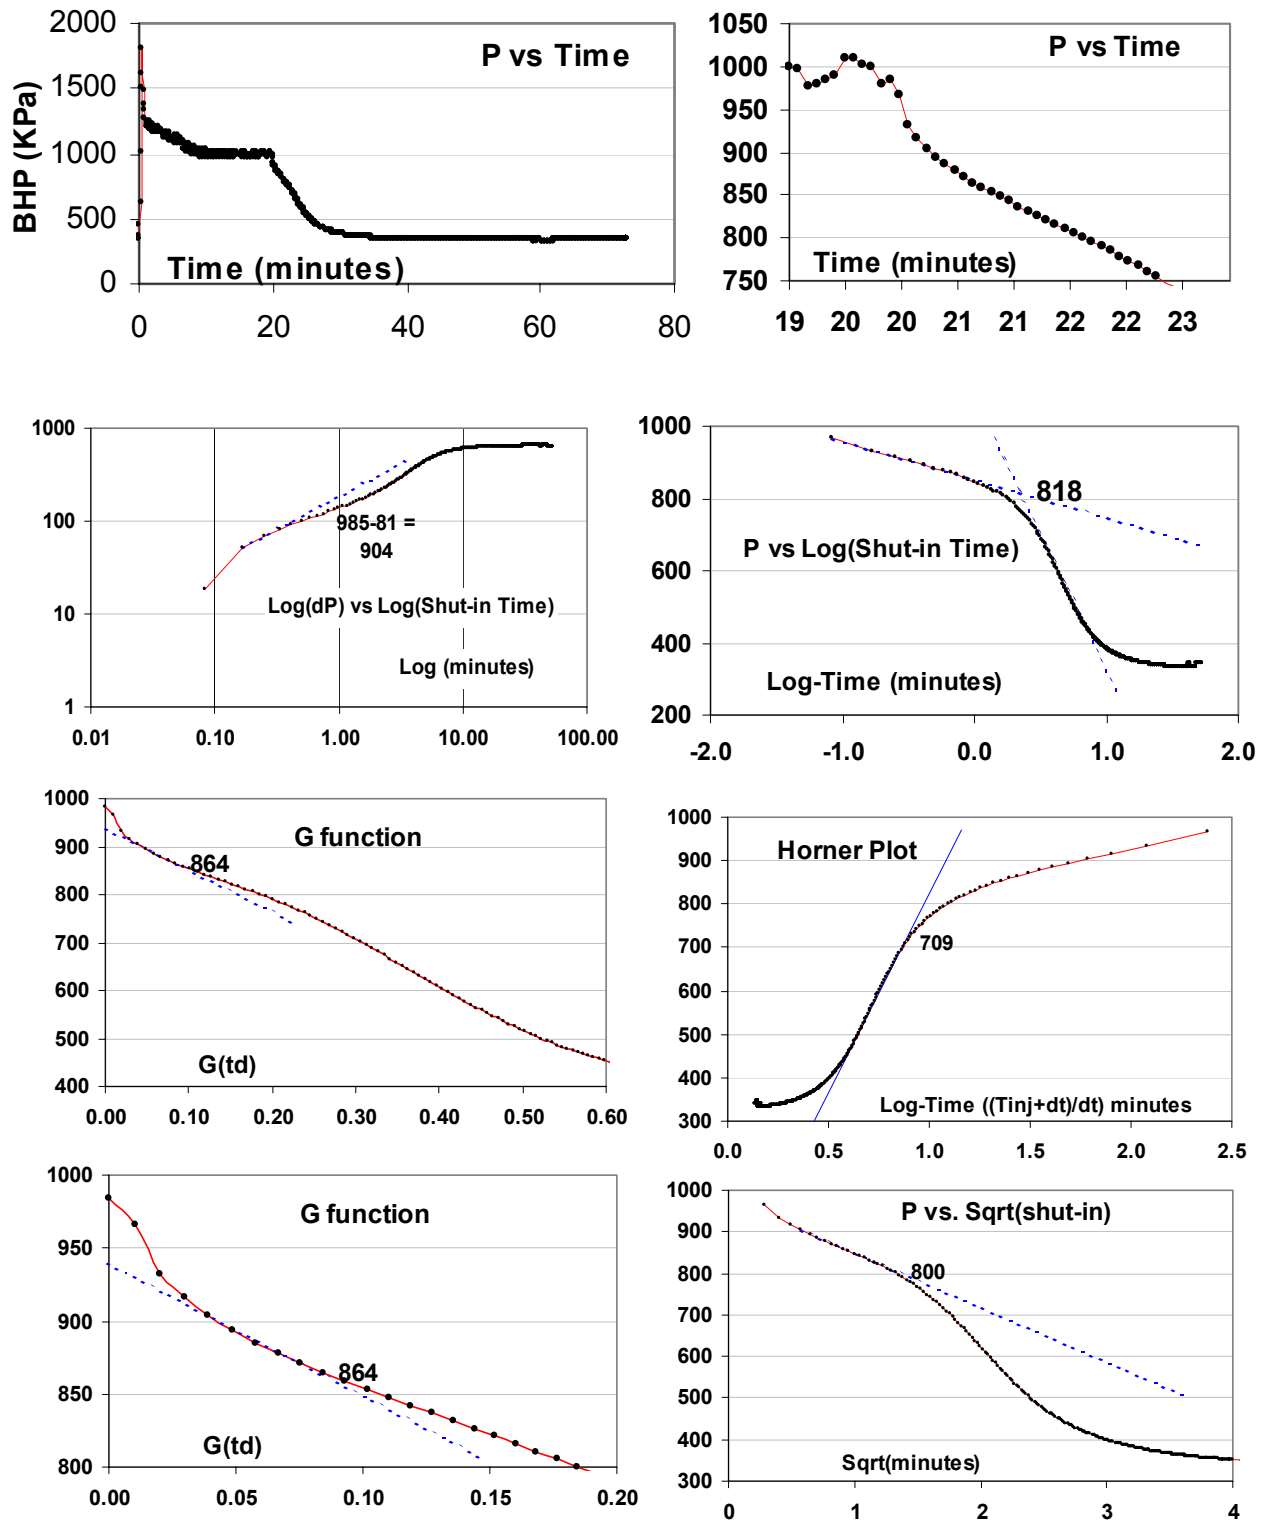 P vs Time
BHP (KPa)
2000
1500
1000
500
0
Time (minutes)
0 20 40 60 80
P vs Time
1050
1000
950
900
850
800
750
Time (minutes)
19 20 20 21 21 22 22 23
1000
100
10
1
985-81 =
904
Log(dP) vs Log(Shut-in Time)
Log (minutes)
0.01 0.10 1.00 10.00 100.00
1000
800
600
400
200
818
P vs Log(Shut-in Time)
Log-Time (minutes)
-2.0 -1.0 0.0 1.0 2.0
1000
900
800
700
600
500
400
G function
864
G(td)
0.00 0.10 0.20 0.30 0.40 0.50 0.60
1000
900
800
700
600
500
400
300
Horner Plot
709
Log-Time ((Tinj+dt)/dt) minutes
0.0 0.5 1.0 1.5 2.0 2.5
1000
950
900
850
800
G function
864
G(td)
0.00 0.05 0.10 0.15 0.20
1000
900
800
700
600
500
400
300
P vs. Sqrt(shut-in)
800
Sqrt(minutes)
0 1 2 3 4